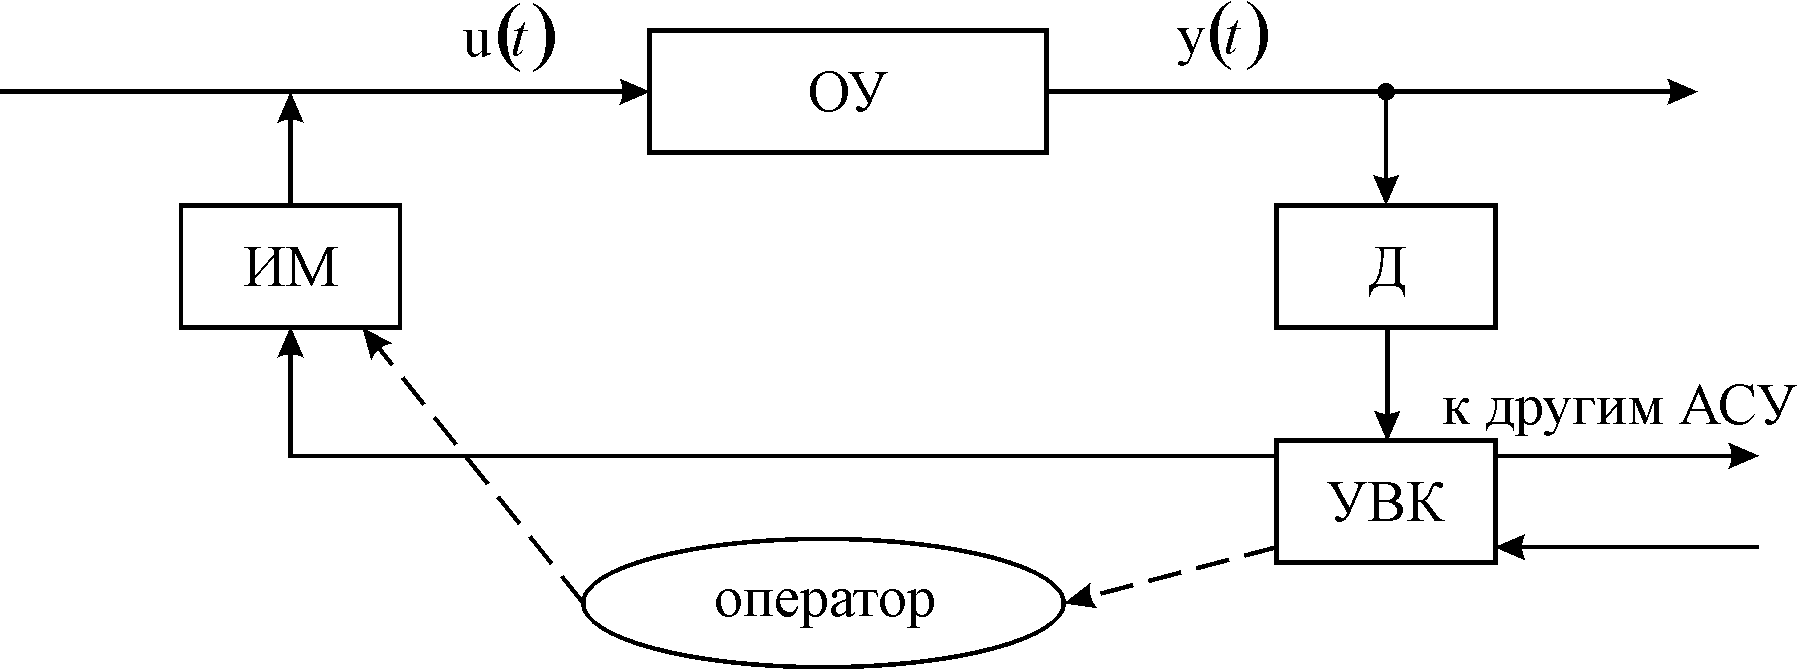 u(t)
y(t)
ОУ
ИМ
Д
к другим АСУ
УВК
оператор